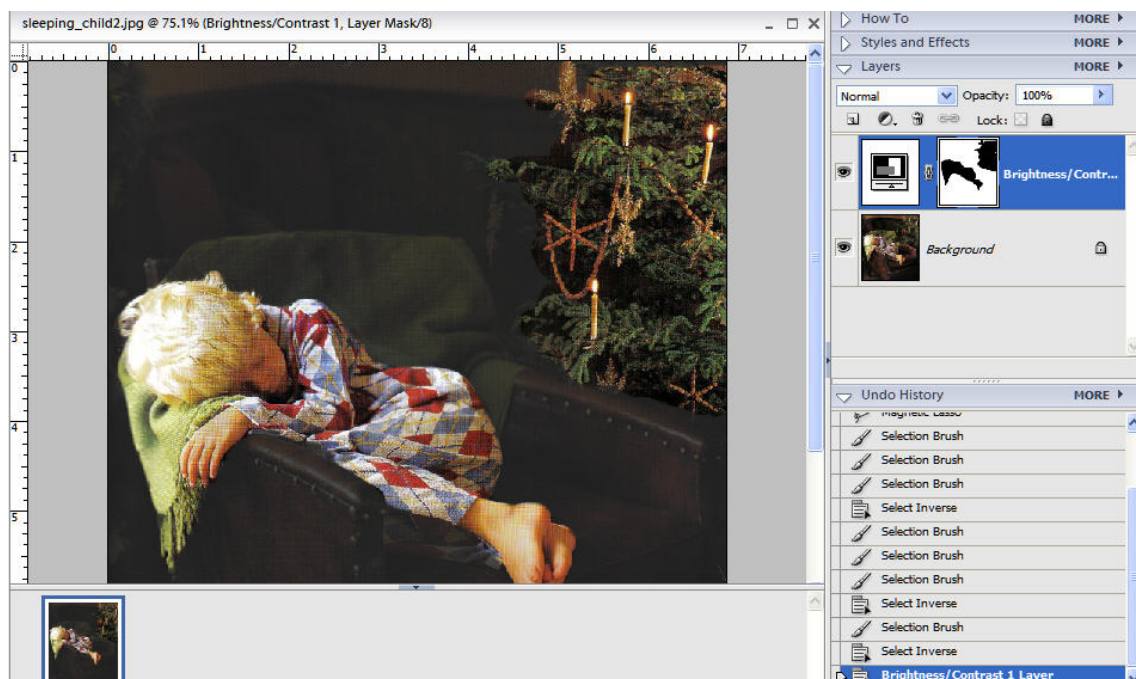 sleeping_child2.jpg @ 75.1% (Brightness/Contrast 1, Layer Mask/8)
0 1 2 3 4 5 6 7
0
1
2
3
4
5
How To MORE
Styles and Effects MORE
Layers MORE
Normal Opacity: 100%
Lock:
Brightness/Contr...
Background
Undo History MORE
Magnetic Lasso
Selection Brush
Selection Brush
Selection Brush
Select Inverse
Selection Brush
Selection Brush
Selection Brush
Select Inverse
Selection Brush
Select Inverse
Brightness/Contrast 1 Layer